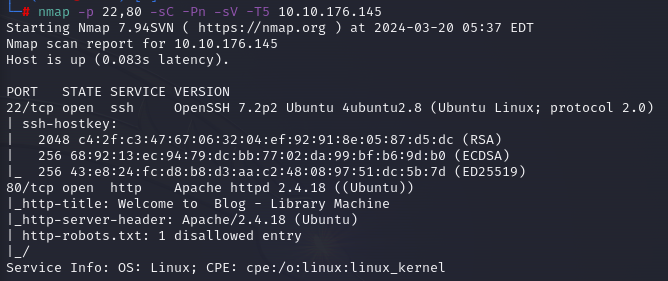 └─# nmap -p 22,80 -sC -Pn -sV -T5 10.10.176.145
Starting Nmap 7.94SVN ( https://nmap.org ) at 2024-03-20 05:37 EDT
Nmap scan report for 10.10.176.145
Host is up (0.083s latency).

PORT   STATE SERVICE VERSION
22/tcp open  ssh     OpenSSH 7.2p2 Ubuntu 4ubuntu2.8 (Ubuntu Linux; protocol 2.0)
| ssh-hostkey:
|   2048 c4:2f:c3:47:67:06:32:04:ef:92:91:8e:05:87:d5:dc (RSA)
|   256 68:92:13:ec:94:79:dc:bb:77:02:da:99:bf:b6:9d:b0 (ECDSA)
|_  256 43:e8:24:fc:d8:b8:d3:aa:c2:48:08:97:51:dc:5b:7d (ED25519)
80/tcp open  http    Apache httpd 2.4.18 ((Ubuntu))
|_http-title: Welcome to  Blog - Library Machine
|_http-server-header: Apache/2.4.18 (Ubuntu)
| http-robots.txt: 1 disallowed entry
|_/
Service Info: OS: Linux; CPE: cpe:/o:linux:linux_kernel